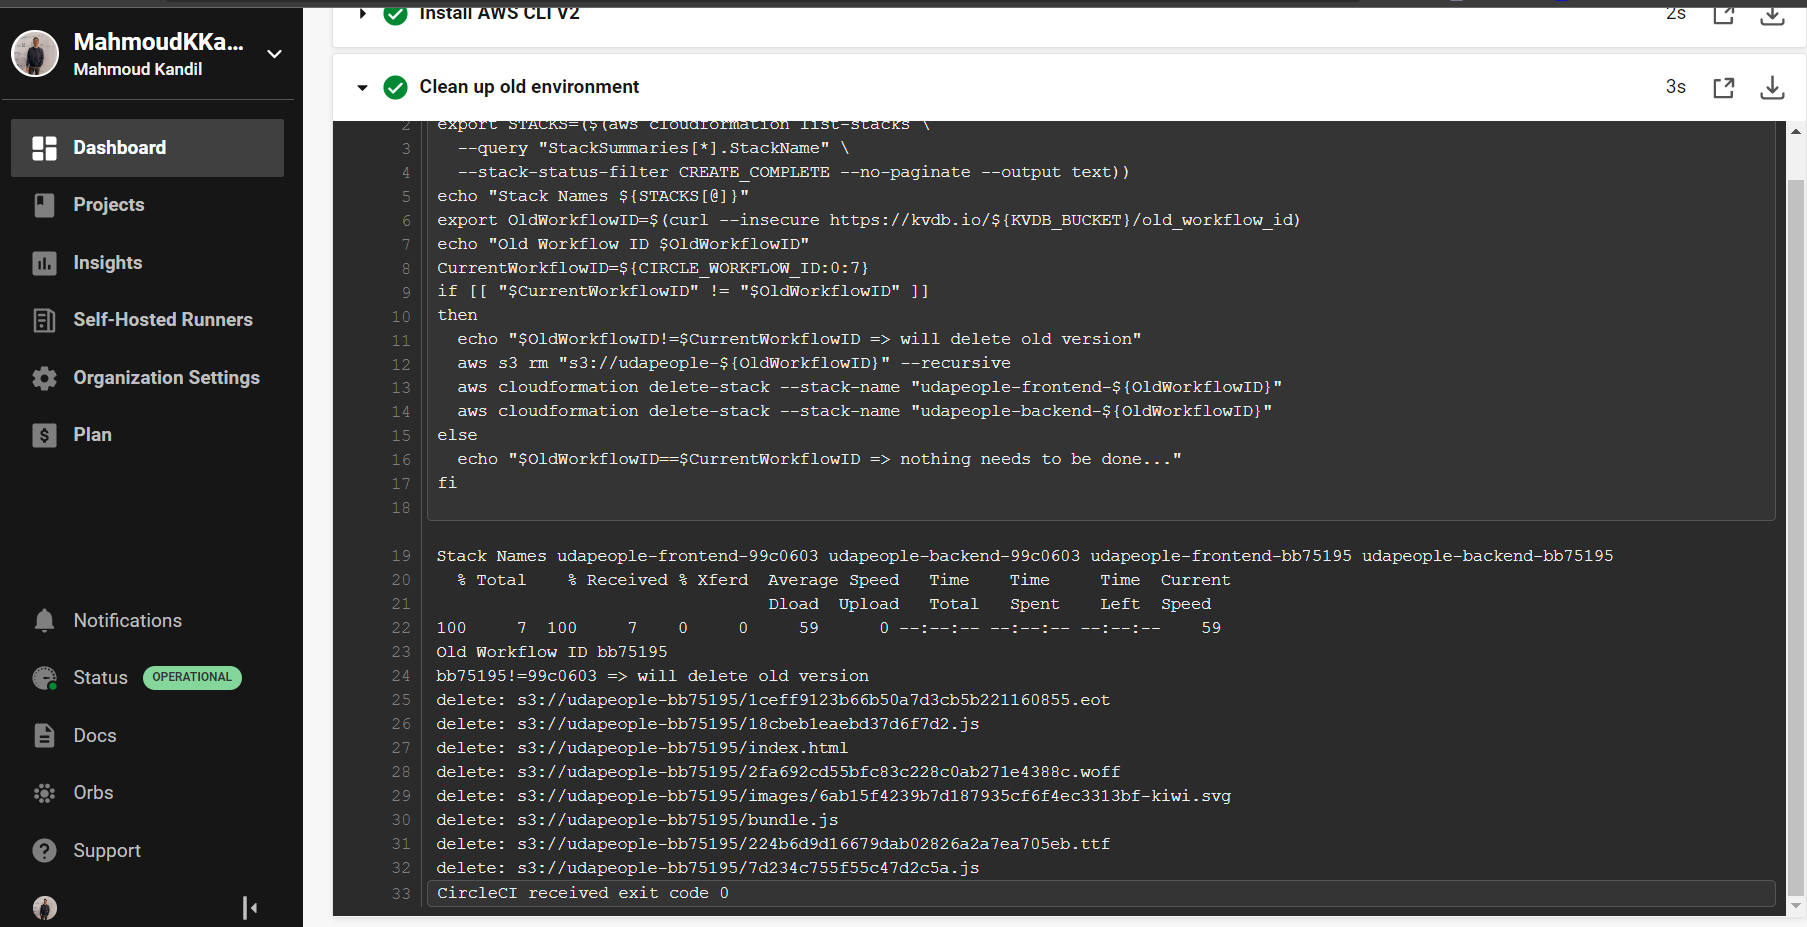 MahmoudKKa...
Mahmoud Kandil
Dashboard
Projects
Insights
Self-Hosted Runners
Organization Settings
Plan
Notifications
Status OPERATIONAL
Docs
Orbs
Support
Install AWS CLI V2 2s
Clean up old environment 3s
2 export STACKS=($(aws cloudformation list-stacks \
3 --query "StackSummaries[*].StackName" \
4 --stack-status-filter CREATE_COMPLETE --no-paginate --output text))
5 echo "Stack Names ${STACKS[@]}"
6 export OldWorkflowID=$(curl --insecure https://kvdb.io/${KVDB_BUCKET}/old_workflow_id)
7 echo "Old Workflow ID $OldWorkflowID"
8 CurrentWorkflowID=${CIRCLE_WORKFLOW_ID:0:7}
9 if [[ "$CurrentWorkflowID" != "$OldWorkflowID" ]]
10 then
11 echo "$OldWorkflowID!=$CurrentWorkflowID => will delete old version"
12 aws s3 rm "s3://udapeople-${OldWorkflowID}" --recursive
13 aws cloudformation delete-stack --stack-name "udapeople-frontend-${OldWorkflowID}"
14 aws cloudformation delete-stack --stack-name "udapeople-backend-${OldWorkflowID}"
15 else
16 echo "$OldWorkflowID==$CurrentWorkflowID => nothing needs to be done..."
17 fi
18
19 Stack Names udapeople-frontend-99c0603 udapeople-backend-99c0603 udapeople-frontend-bb75195 udapeople-backend-bb75195
20 % Total % Received % Xferd Average Speed Time Time Time Current
21 Dload Upload Total Spent Left Speed
22 100 7 100 7 0 0 59 0 --:--:-- --:--:-- --:--:-- 59
23 Old Workflow ID bb75195
24 bb75195!=99c0603 => will delete old version
25 delete: s3://udapeople-bb75195/1ceff9123b66b50a7d3cb5b221160855.eot
26 delete: s3://udapeople-bb75195/18cbeb1eaebd37d6f7d2.js
27 delete: s3://udapeople-bb75195/index.html
28 delete: s3://udapeople-bb75195/2fa692cd55bfc83c228c0ab271e4388c.woff
29 delete: s3://udapeople-bb75195/images/6ab15f4239b7d187935cf6f4ec3313bf-kiwi.svg
30 delete: s3://udapeople-bb75195/bundle.js
31 delete: s3://udapeople-bb75195/224b6d9d16679dab02826a2a7ea705eb.ttf
32 delete: s3://udapeople-bb75195/7d234c755f55c47d2c5a.js
33 CircleCI received exit code 0